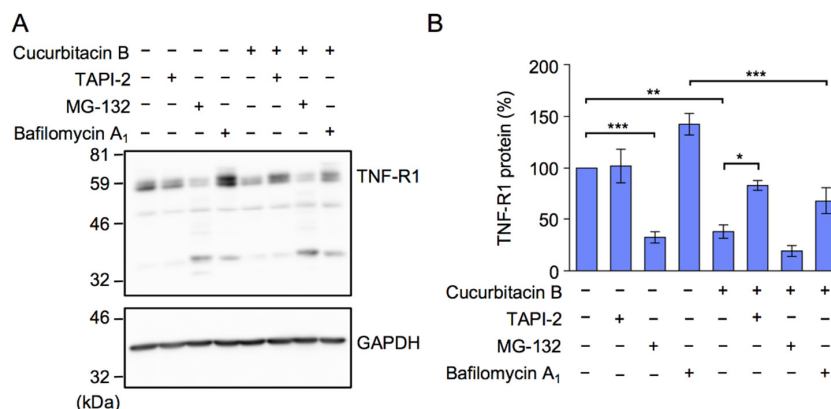 A
Cucurbitacin B − − − − + + + +
TAPI-2 − + − − − + − −
MG-132 − − + − − − + −
Bafilomycin A₁ − − − + − − − +
81
59
46
32
TNF-R1
46
32
(kDa)
GAPDH
B
TNF-R1 protein (%)
200
150
100
50
0
***
**
***
*
Cucurbitacin B − − − − + + + +
TAPI-2 − + − − − + − −
MG-132 − − + − − − + −
Bafilomycin A₁ − − − + − − − +